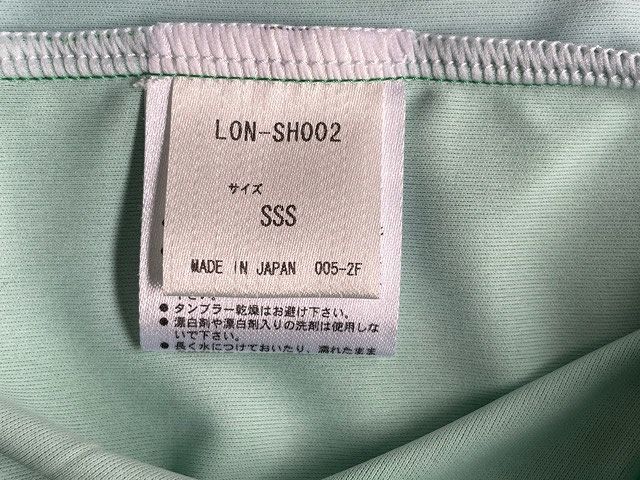 LON-SH002
サイズ
SSS
MADE IN JAPAN 005-2F
下さい。
● タンブラー乾燥はお避け下さい。
● 漂白剤や漂白剤入りの洗剤は使用しな
いで下さい。
● 長く水につけておいたり、濡れたまま